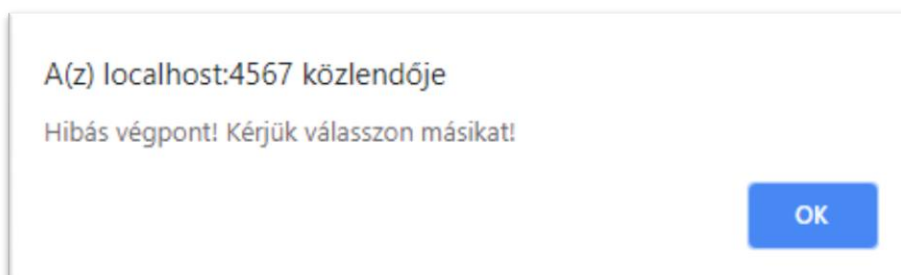 A(z) localhost:4567 közlendője
Hibás végpont! Kérjük válasszon másikat!
OK